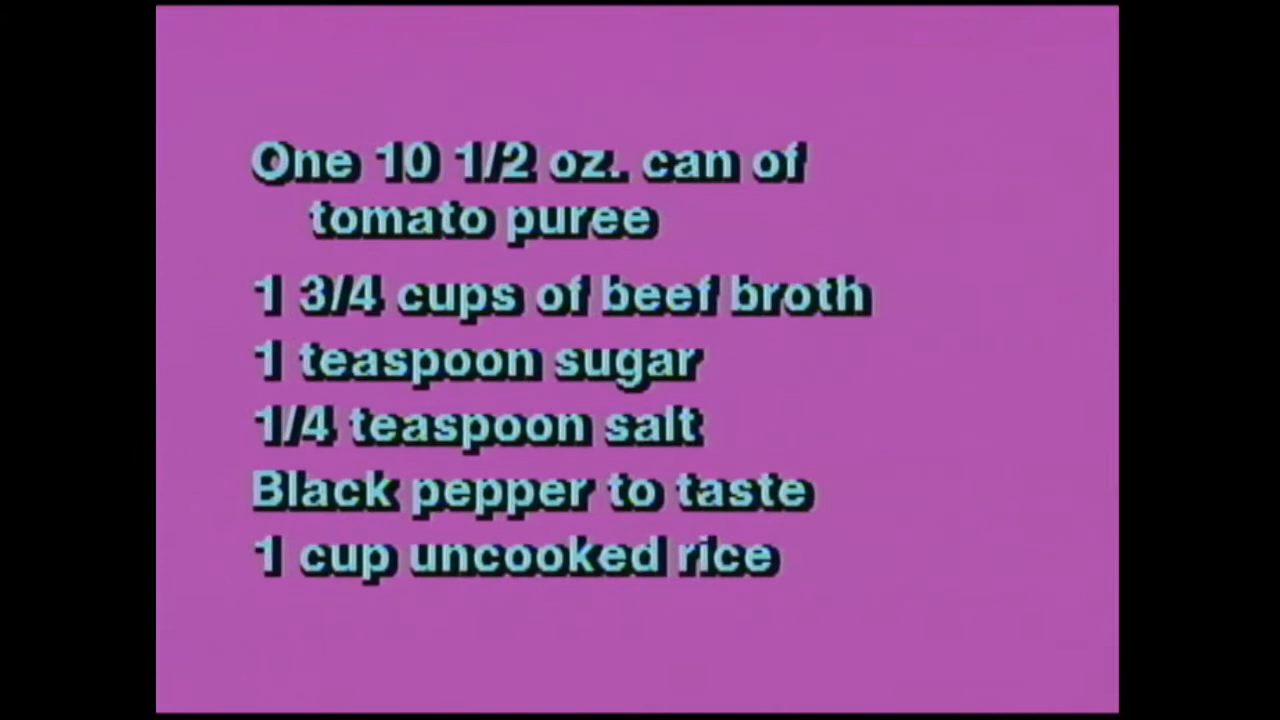 One 10 1/2 oz. can of
tomato puree
1 3/4 cups of beef broth
1 teaspoon sugar
1/4 teaspoon salt
Black pepper to taste
1 cup uncooked rice